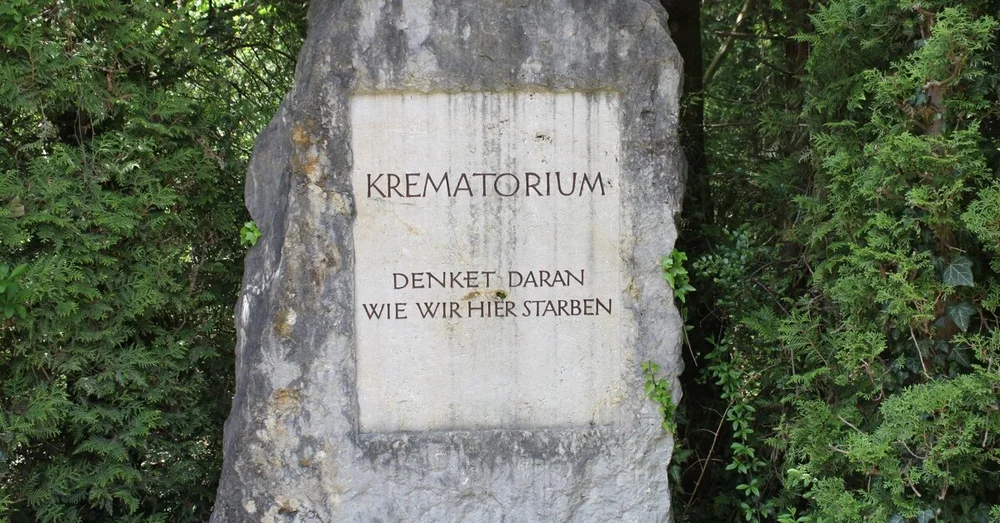 KREMATORIUM
DENKET DARAN
WIE WIR HIER STARBEN